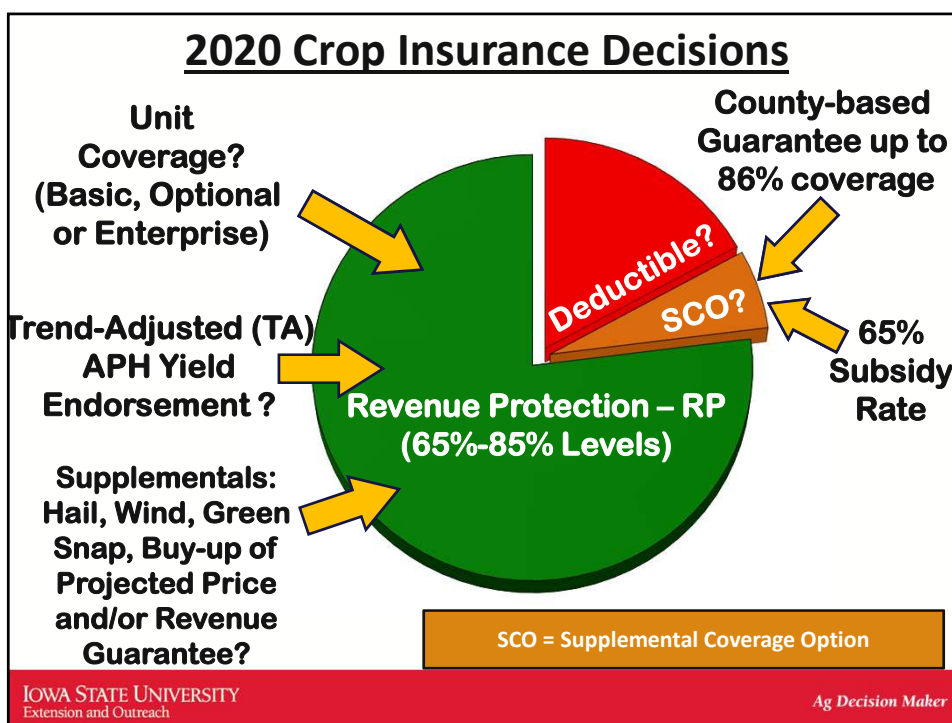 2020 Crop Insurance Decisions
Unit
Coverage?
(Basic, Optional
or Enterprise)
County-based
Guarantee up to
86% coverage
Deductible?
SCO?
Trend-Adjusted (TA)
APH Yield
Endorsement ?
65%
Subsidy
Rate
Revenue Protection – RP
(65%-85% Levels)
Supplementals:
Hail, Wind, Green
Snap, Buy-up of
Projected Price
and/or Revenue
Guarantee?
SCO = Supplemental Coverage Option
IOWA STATE UNIVERSITY
Extension and Outreach
Ag Decision Maker